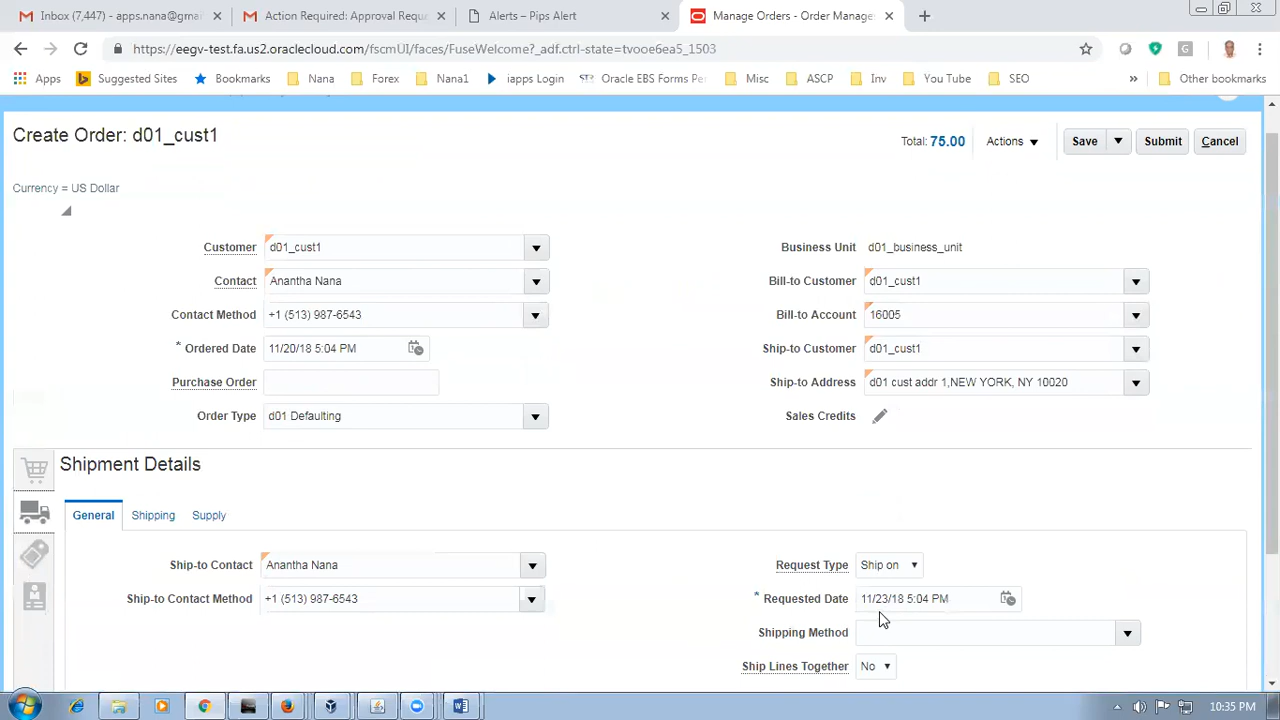 Inbox (7,447) - apps.nana@gmai
Action Required: Approval Requ
Alerts – Pips Alert
Manage Orders - Order Manage
https://eegv-test.fa.us2.oraclecloud.com/fscmUI/faces/FuseWelcome?_adf.ctrl-state=tvooe6ea5_1503
Apps Suggested Sites Bookmarks Nana Forex Nana1 iapps Login STR Oracle EBS Forms Pe Misc ASCP Inv You Tube SEO » Other bookmarks
Create Order: d01_cust1
Total: 75.00 Actions Save Submit Cancel
Currency = US Dollar
Customer d01_cust1
Contact Anantha Nana
Contact Method +1 (513) 987-6543
* Ordered Date 11/20/18 5:04 PM
Purchase Order
Order Type d01 Defaulting
Business Unit d01_business_unit
Bill-to Customer d01_cust1
Bill-to Account 16005
Ship-to Customer d01_cust1
Ship-to Address d01 cust addr 1,NEW YORK, NY 10020
Sales Credits
Shipment Details
General Shipping Supply
Ship-to Contact Anantha Nana
Ship-to Contact Method +1 (513) 987-6543
Request Type Ship on
* Requested Date 11/23/18 5:04 PM
Shipping Method
Ship Lines Together No
10:35 PM